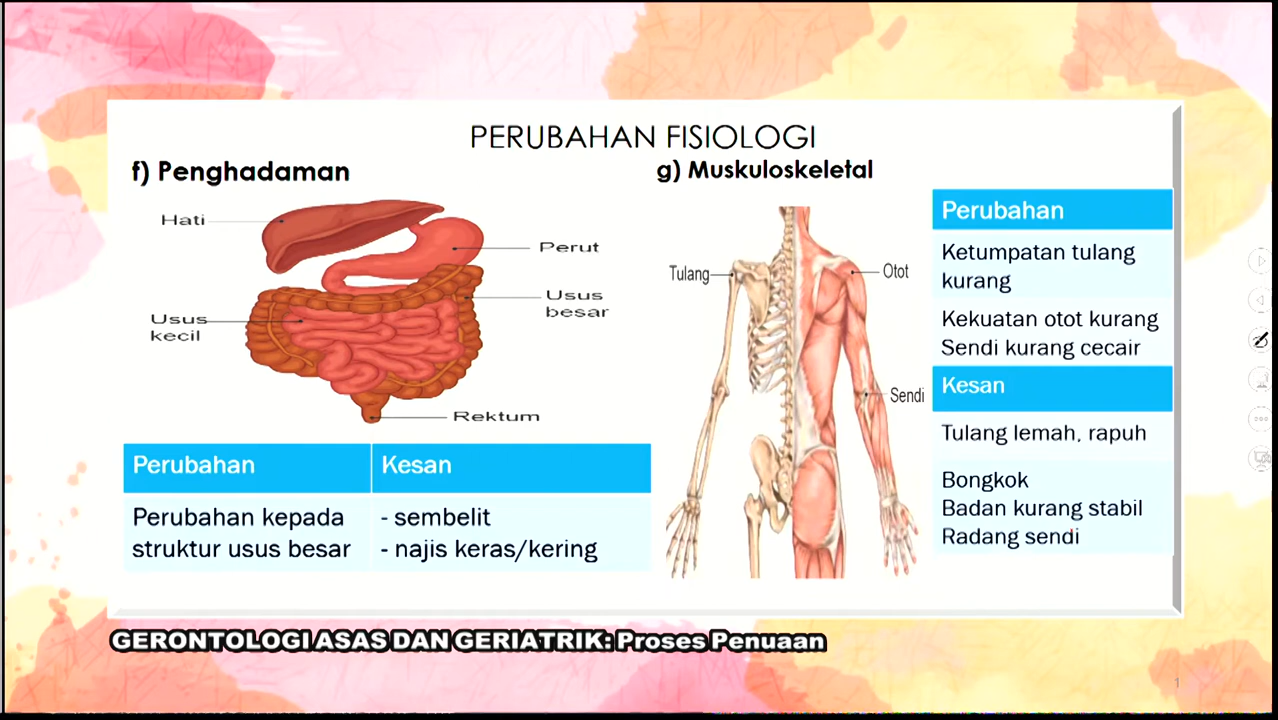 PERUBAHAN FISIOLOGI
f) Penghadaman
Hati
Perut
Usus
besar
Usus
kecil
Rektum
Perubahan
Kesan
Perubahan kepada
struktur usus besar
- sembelit
- najis keras/kering
g) Muskuloskeletal
Tulang
Otot
Sendi
Perubahan
Ketumpatan tulang
kurang
Kekuatan otot kurang
Sendi kurang cecair
Kesan
Tulang lemah, rapuh
Bongkok
Badan kurang stabil
Radang sendi
GERONTOLOGI ASAS DAN GERIATRIK: Proses Penuaan
1